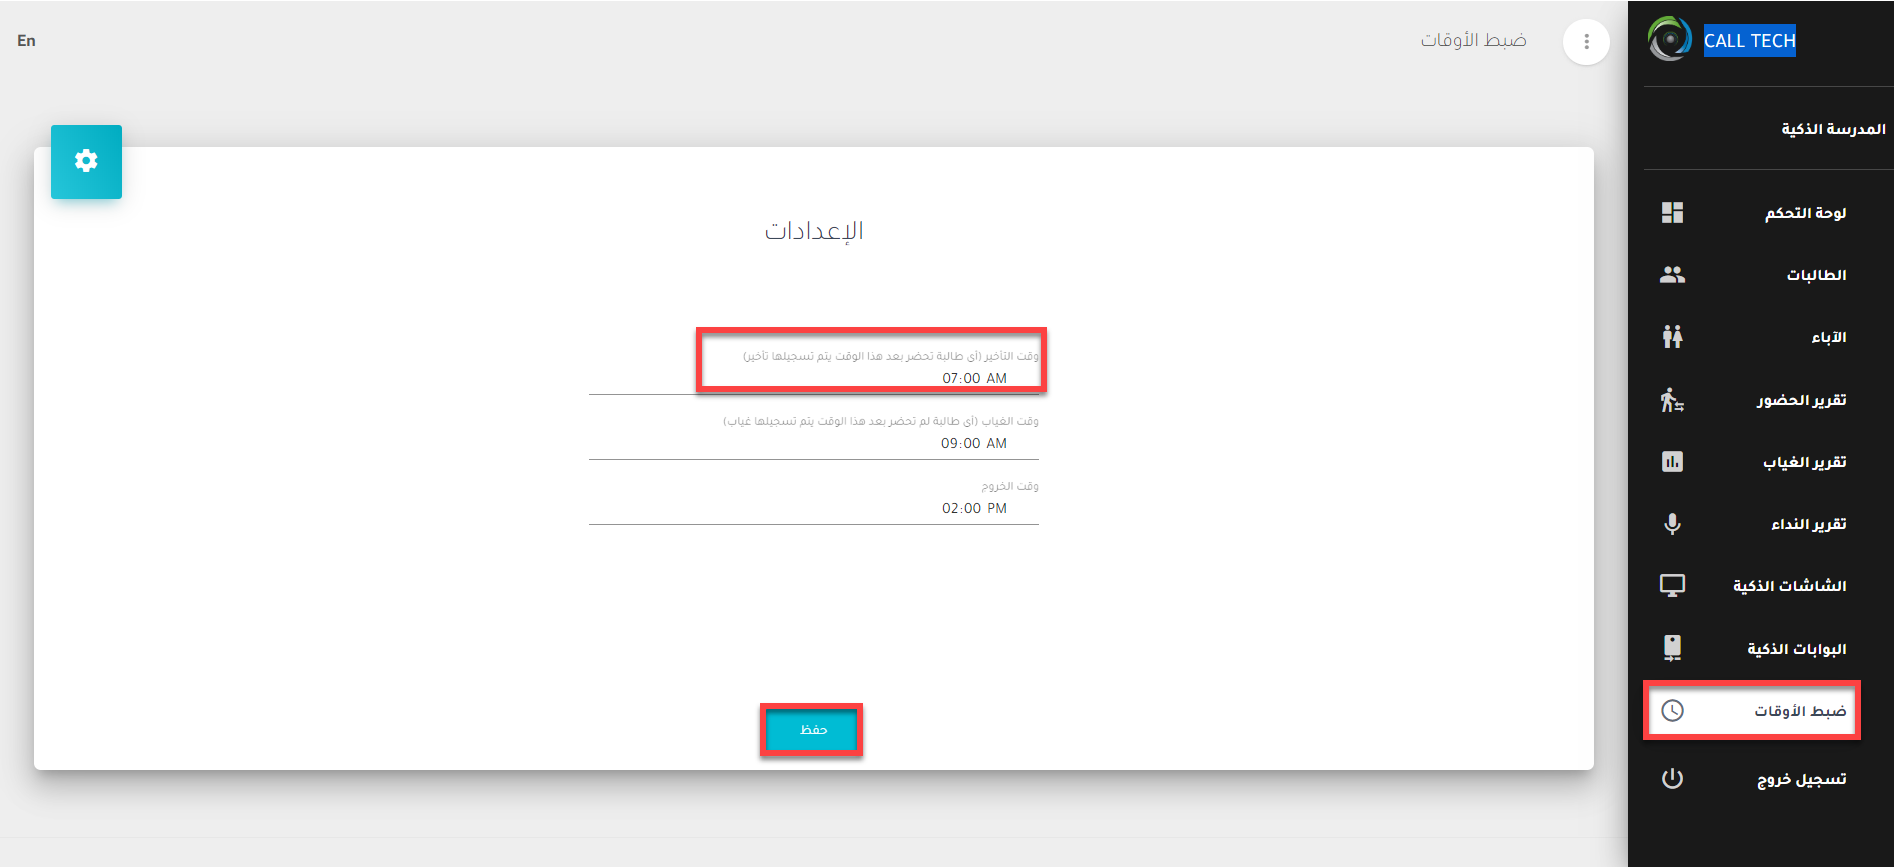 CALL TECH
المدرسة الذكية
لوحة التحكم
الطالبات
الآباء
تقرير الحضور
تقرير الغياب
تقرير النداء
الشاشات الذكية
البوابات الذكية
ضبط الأوقات
تسجيل خروج
ضبط الأوقات
En
الإعدادات
وقت التأخير (أى طالبة تحضر بعد هذا الوقت يتم تسجيلها تأخير)
07:00 AM
وقت الغياب (أى طالبة لم تحضر بعد هذا الوقت يتم تسجيلها غياب)
09:00 AM
وقت الخروج
02:00 PM
حفظ